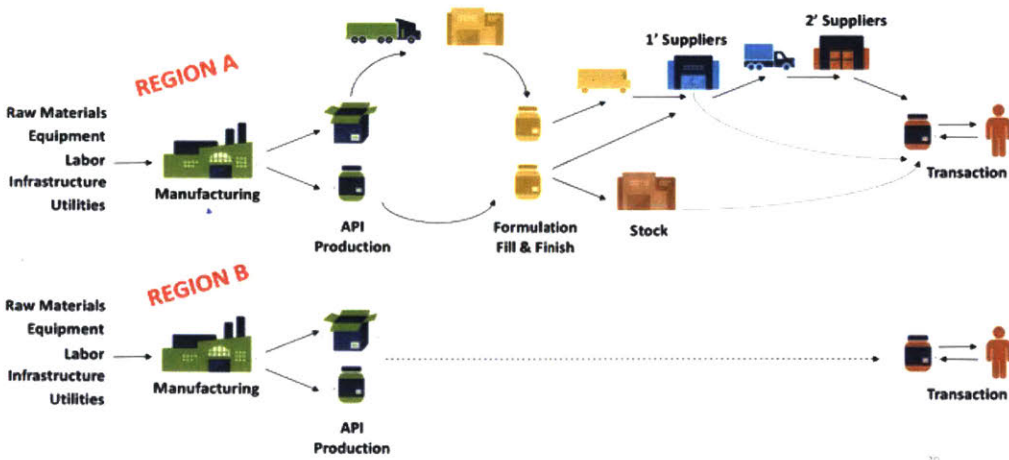 REGION A
1' Suppliers
2' Suppliers
Raw Materials
Equipment
Labor
Infrastructure
Utilities
Manufacturing
API
Production
Formulation
Fill & Finish
Stock
Transaction
REGION B
Raw Materials
Equipment
Labor
Infrastructure
Utilities
Manufacturing
API
Production
Transaction